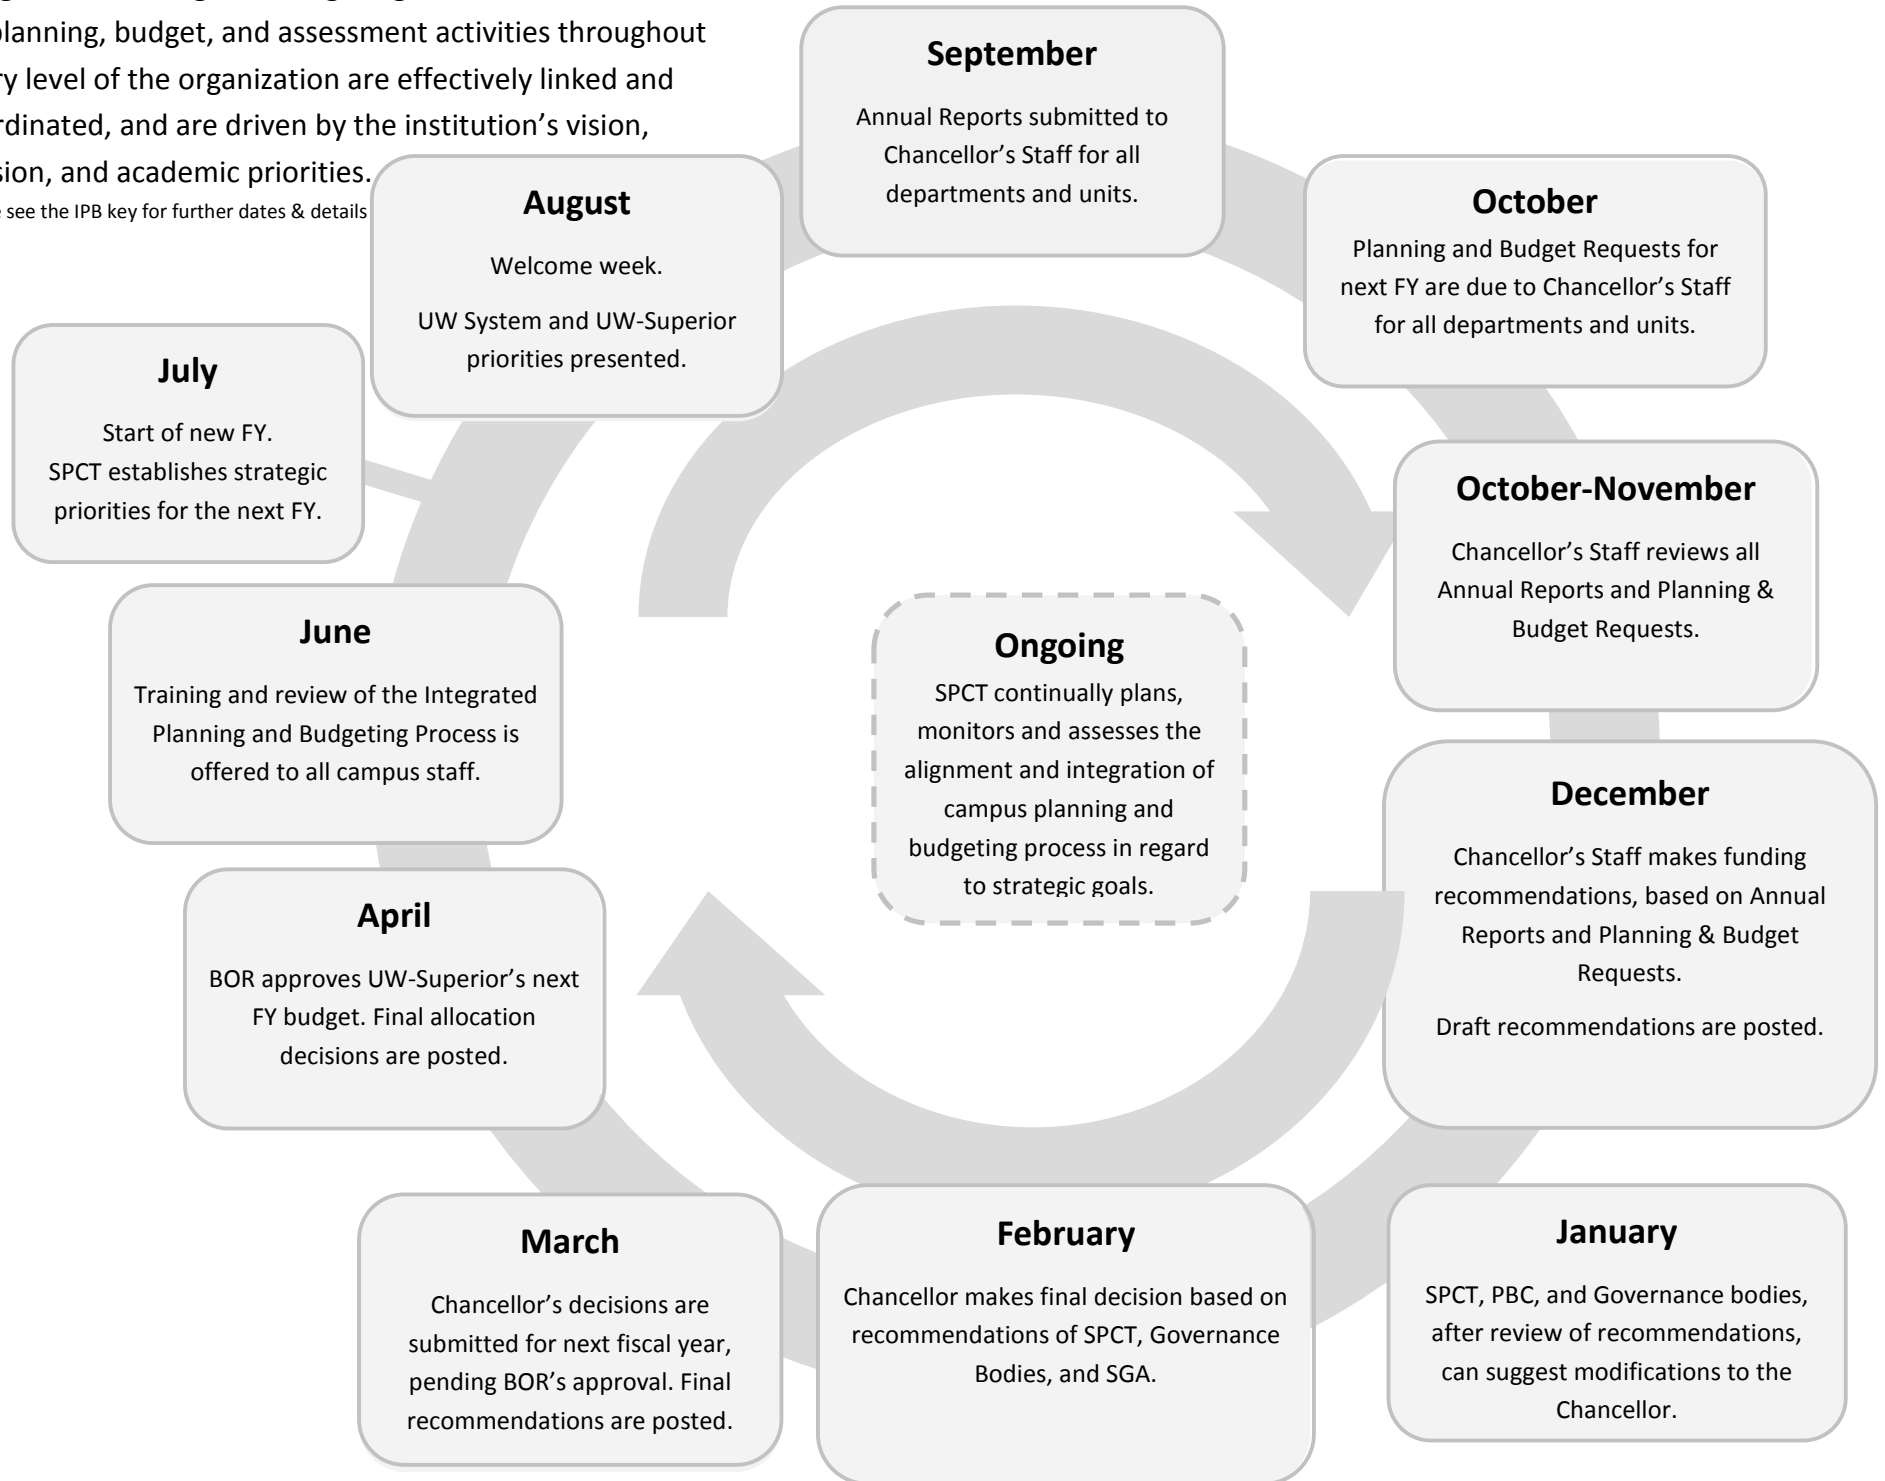 planning, budget, and assessment activities throughout
level of the organization are effectively linked and
and are driven by the institution's vision,
and academic priorities.
see the IPB key for further dates & details
September
Annual Reports submitted to
Chancellor's Staff for all
departments and units.
October
Planning and Budget Requests for
next FY are due to Chancellor's Staff
for all departments and units.
October-November
Chancellor's Staff reviews all
Annual Reports and Planning &
Budget Requests.
December
Chancellor's Staff makes funding
recommendations, based on Annual
Reports and Planning & Budget
Requests.
Draft recommendations are posted.
January
SPCT, PBC, and Governance bodies,
after review of recommendations,
can suggest modifications to the
Chancellor.
February
Chancellor makes final decision based on
recommendations of SPCT, Governance
Bodies, and SGA.
March
Chancellor's decisions are
submitted for next fiscal year,
pending BOR's approval. Final
recommendations are posted.
April
BOR approves UW-Superior's next
FY budget. Final allocation
decisions are posted.
June
Training and review of the Integrated
Planning and Budgeting Process is
offered to all campus staff.
July
Start of new FY.
SPCT establishes strategic
priorities for the next FY.
August
Welcome week.
UW System and UW-Superior
priorities presented.
Ongoing
SPCT continually plans,
monitors and assesses the
alignment and integration of
campus planning and
budgeting process in regard
to strategic goals.